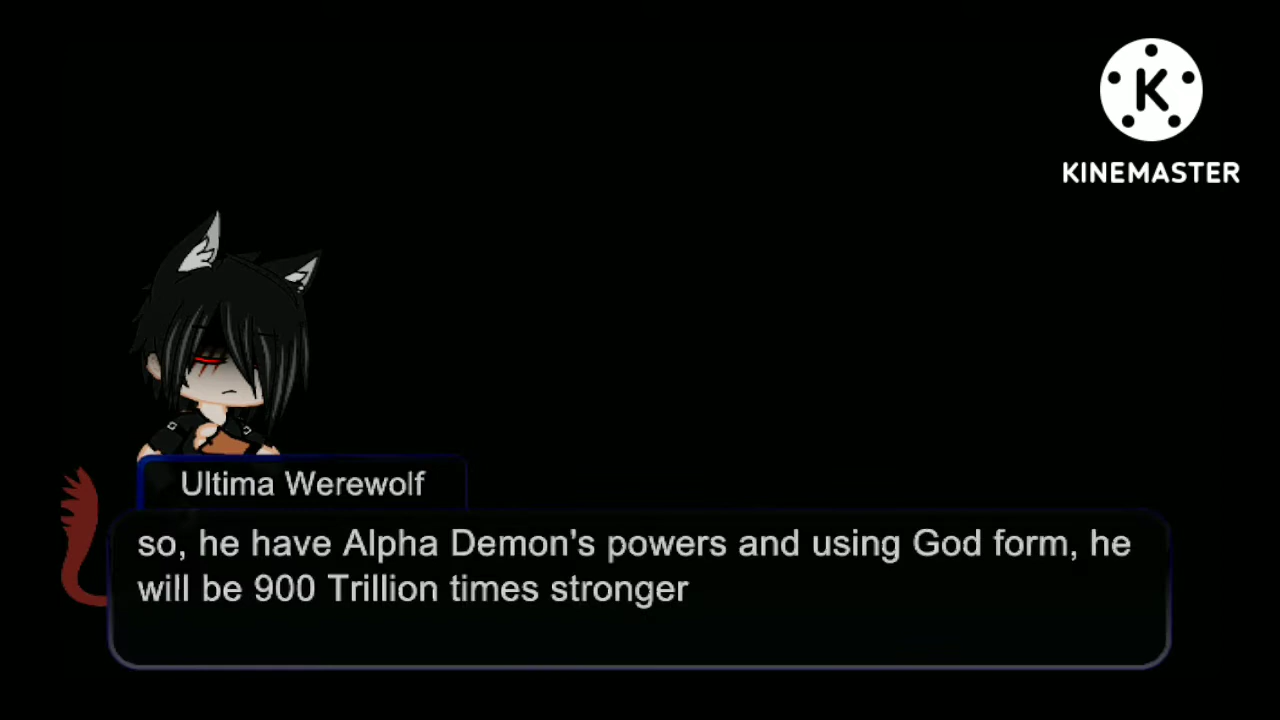 K
KINEMASTER
Ultima Werewolf
so, he have Alpha Demon's powers and using God form, he
will be 900 Trillion times stronger